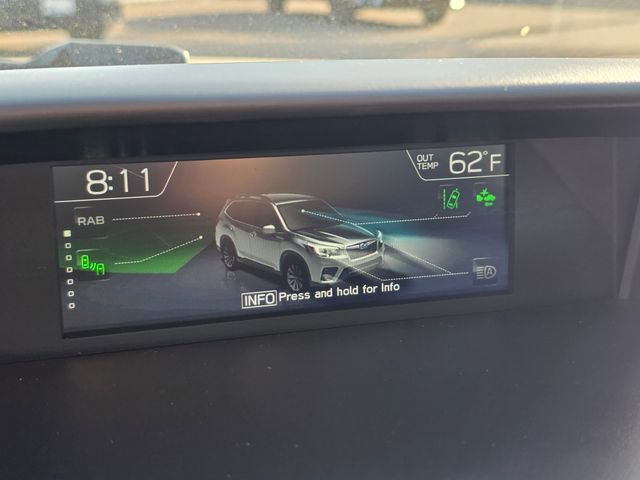 8:11
OUT TEMP 62°F
RAB
A
INFO Press and hold for Info